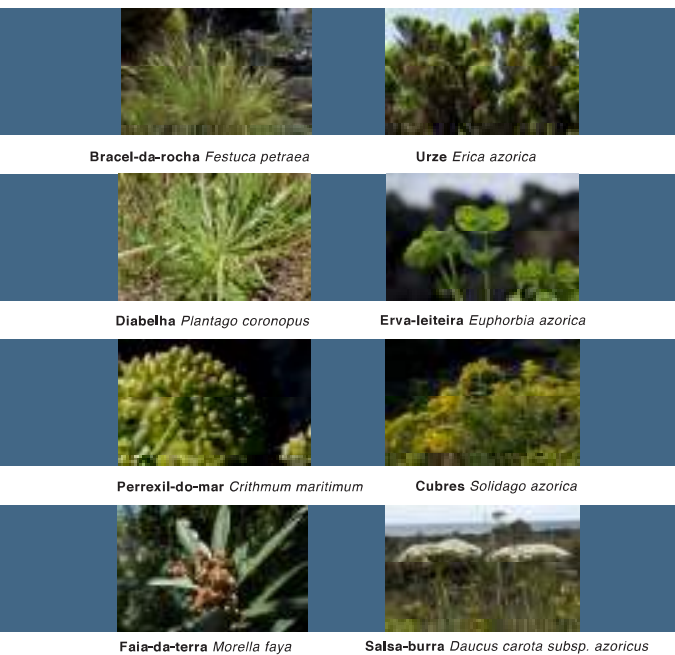 Bracel-da-rocha Festuca petraea
Urze Erica azorica
Diabelha Plantago coronopus
Erva-leiteira Euphorbia azorica
Perrexil-do-mar Crithmum maritimum
Cubres Solidago azorica
Faia-da-terra Morella faya
Salsa-burra Daucus carota subsp. azoricus